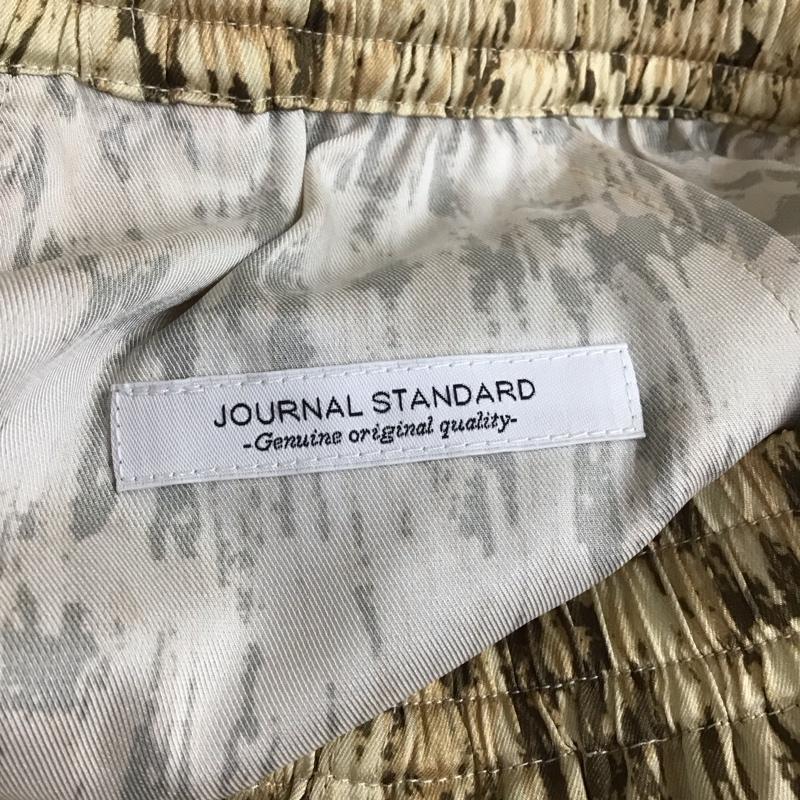 JOURNAL STANDARD
-Genuine original quality-